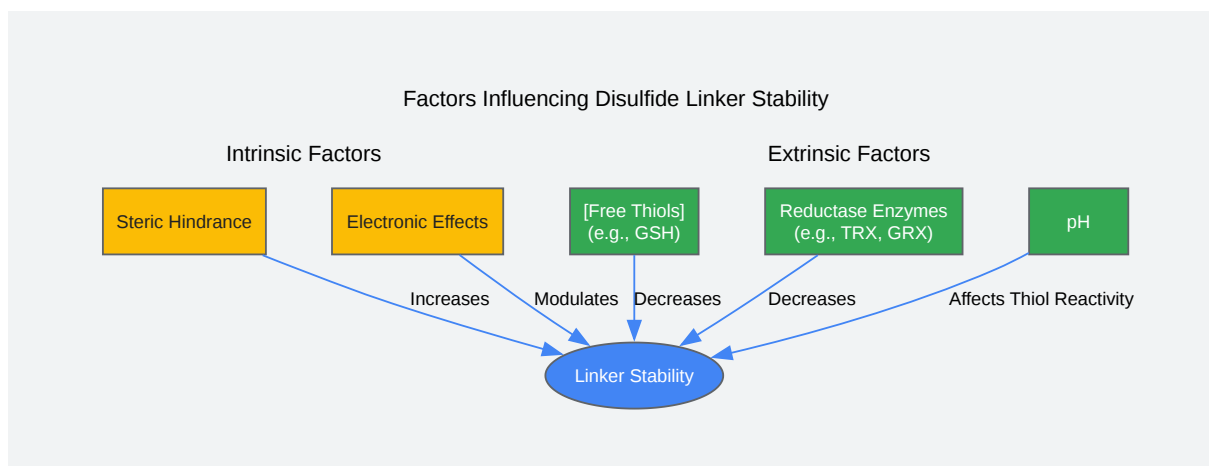 Factors Influencing Disulfide Linker Stability
Intrinsic Factors
Extrinsic Factors
Steric Hindrance
Electronic Effects
[Free Thiols]
(e.g., GSH)
Reductase Enzymes
(e.g., TRX, GRX)
pH
Increases
Modulates
Decreases
Decreases
Affects Thiol Reactivity
Linker Stability